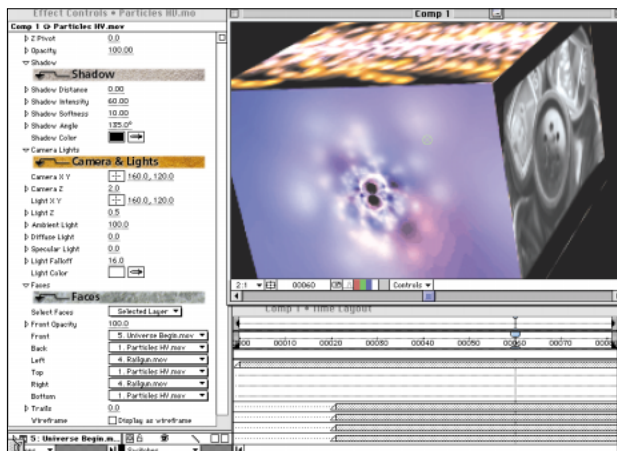 Effect Controls • Particles HV.mo
Comp 1 • Particles HV.mov
Z Pivot 0.0
Opacity 100.00
Shadow
Shadow
Shadow Distance 0.00
Shadow Intensity 60.00
Shadow Softness 10.00
Shadow Angle 135.0°
Shadow Color
Camera Lights
Camera & Lights
Camera X Y 160.0, 120.0
Camera Z 2.0
Light X Y 160.0, 120.0
Light Z 0.5
Ambient Light 100.0
Diffuse Light 0.0
Specular Light 0.0
Light Falloff 16.0
Light Color
Faces
Faces
Select Faces Selected Layer
Front Opacity 100.0
Front 5. Universe Begin.mov
Back 1. Particles HV.mov
Left 4. Railgun.mov
Top 1. Particles HV.mov
Right 4. Railgun.mov
Bottom 1. Particles HV.mov
Trails 0.0
Wireframe Display as wireframe
5: Universe Begin.m...
Switches
Comp 1
2:1 00060 Controls
Comp 1 • Time Layout
00010 00020 00030 00040 00050 00060 00070